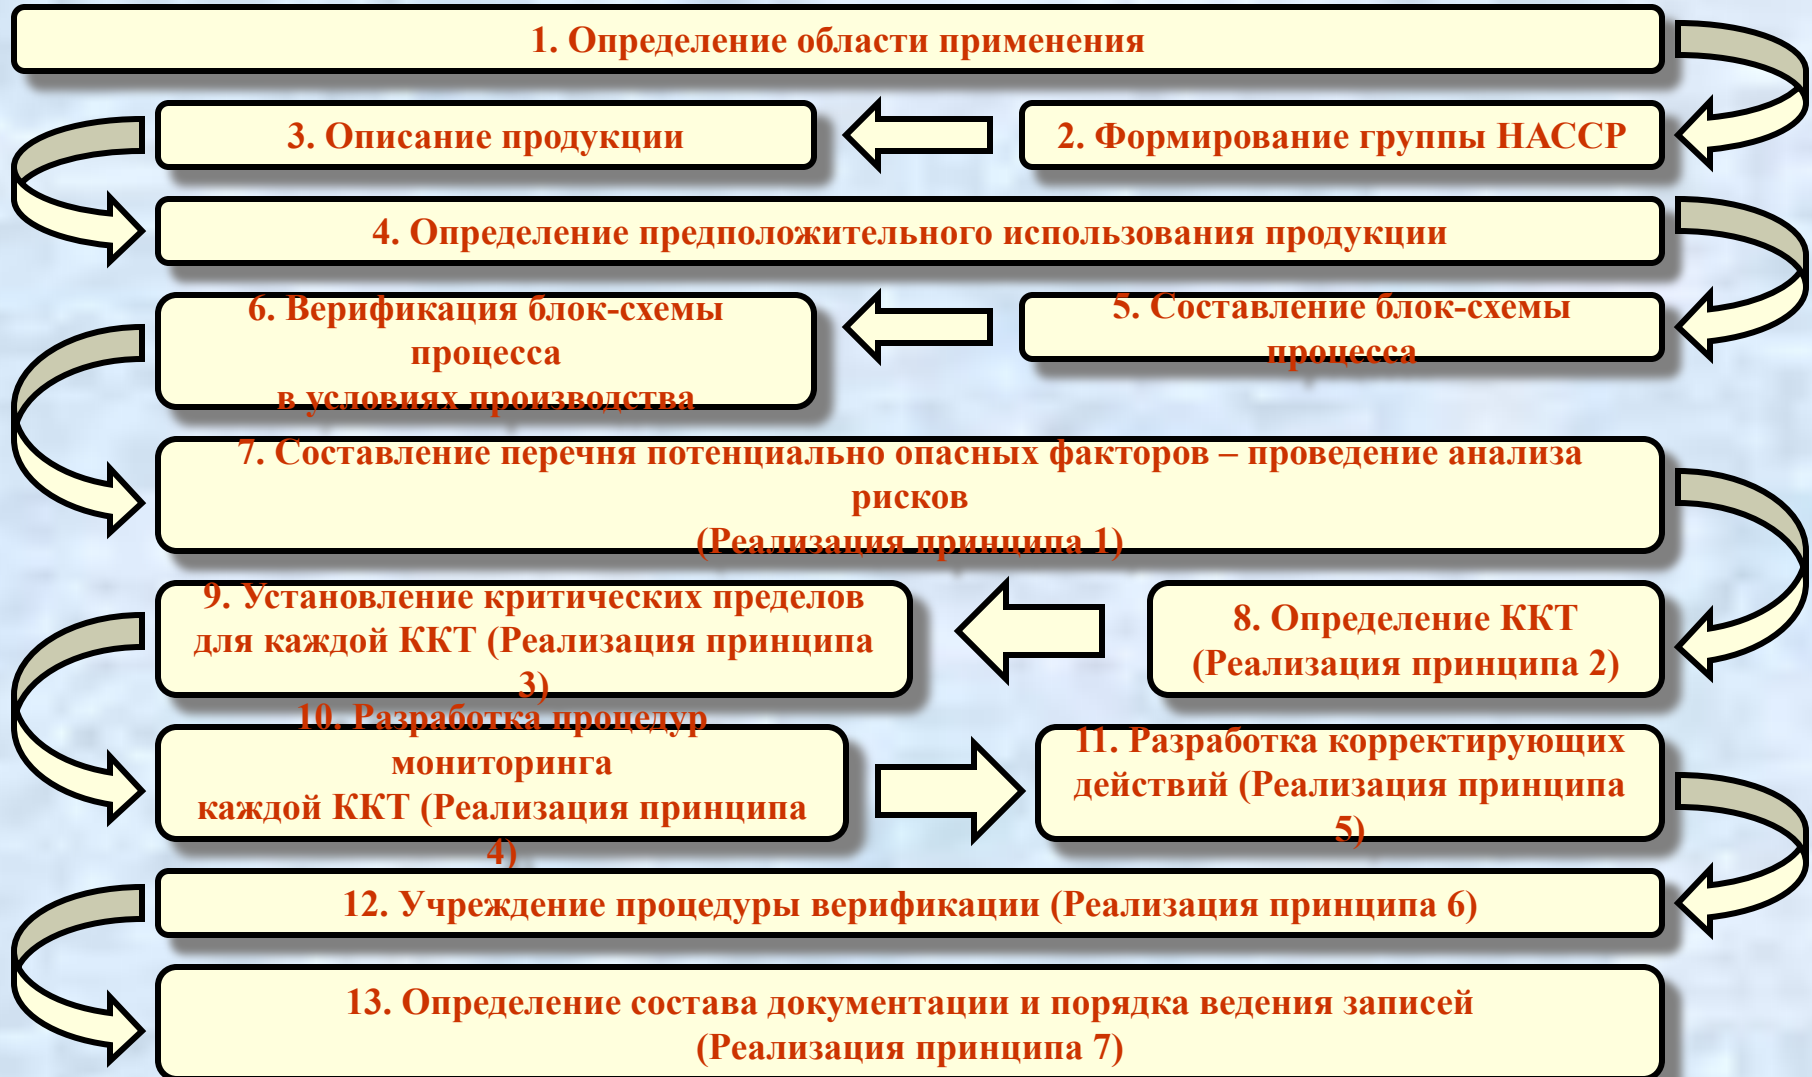 1. Определение области применения
2. Формирование группы НАССР
3. Описание продукции
4. Определение предположительного использования продукции
5. Составление блок-схемы
процесса
6. Верификация блок-схемы
процесса
в условиях производства
7. Составление перечня потенциально опасных факторов – проведение анализа
рисков
(Реализация принципа 1)
8. Определение ККТ
(Реализация принципа 2)
9. Установление критических пределов
для каждой ККТ (Реализация принципа
3)
10. Разработка процедур
мониторинга
каждой ККТ (Реализация принципа
4)
11. Разработка корректирующих
действий (Реализация принципа
5)
12. Учреждение процедуры верификации (Реализация принципа 6)
13. Определение состава документации и порядка ведения записей
(Реализация принципа 7)